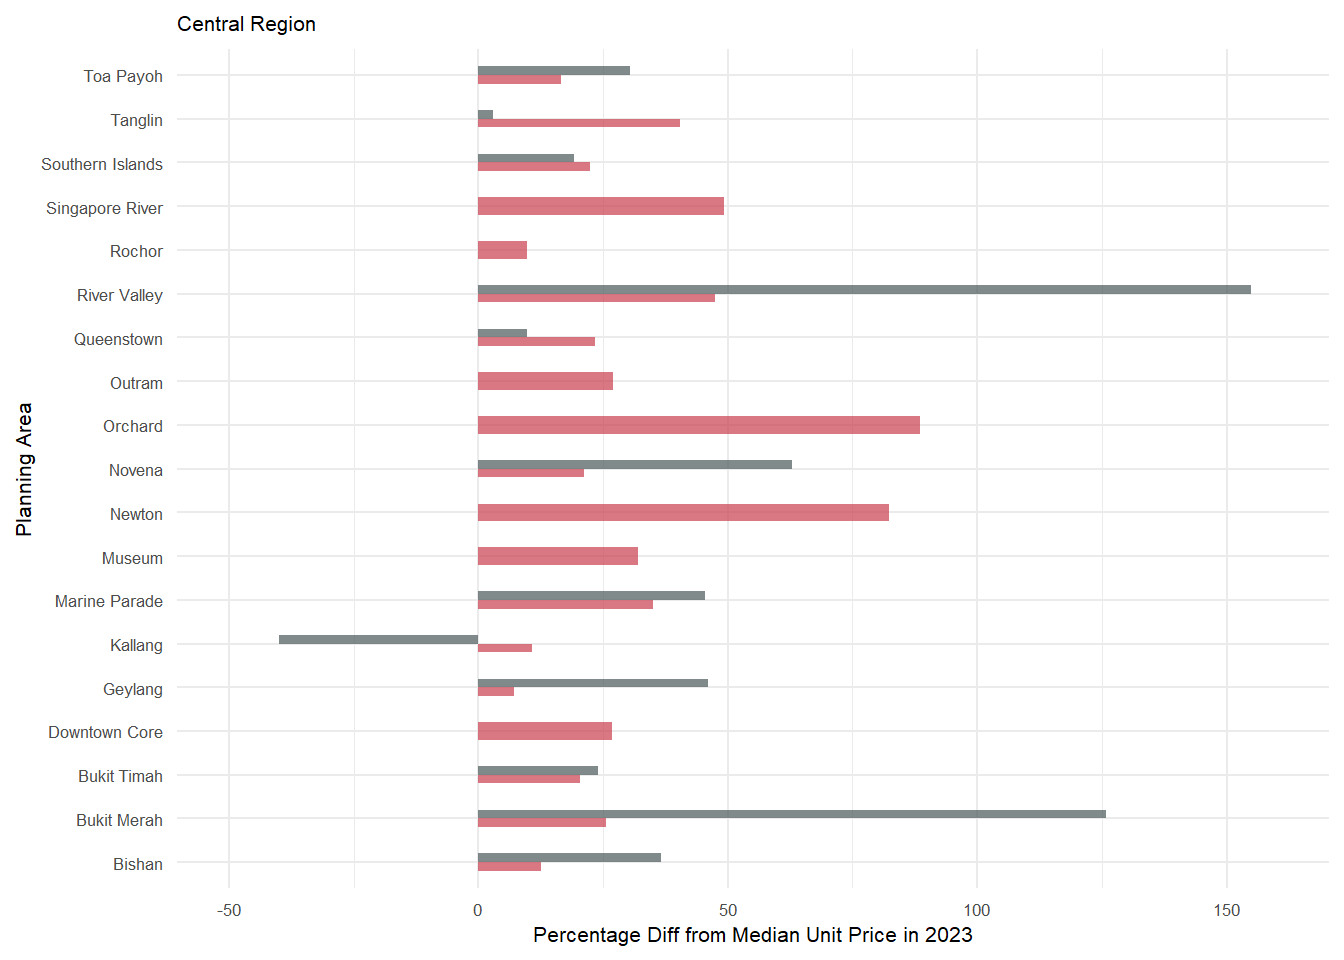 Central Region
Toa Payoh
Tanglin
Southern Islands
Singapore River
Rochor
River Valley
Queenstown
Outram
Orchard
Novena
Newton
Museum
Marine Parade
Kallang
Geylang
Downtown Core
Bukit Timah
Bukit Merah
Bishan
Planning Area
-50 0 50 100 150
Percentage Diff from Median Unit Price in 2023